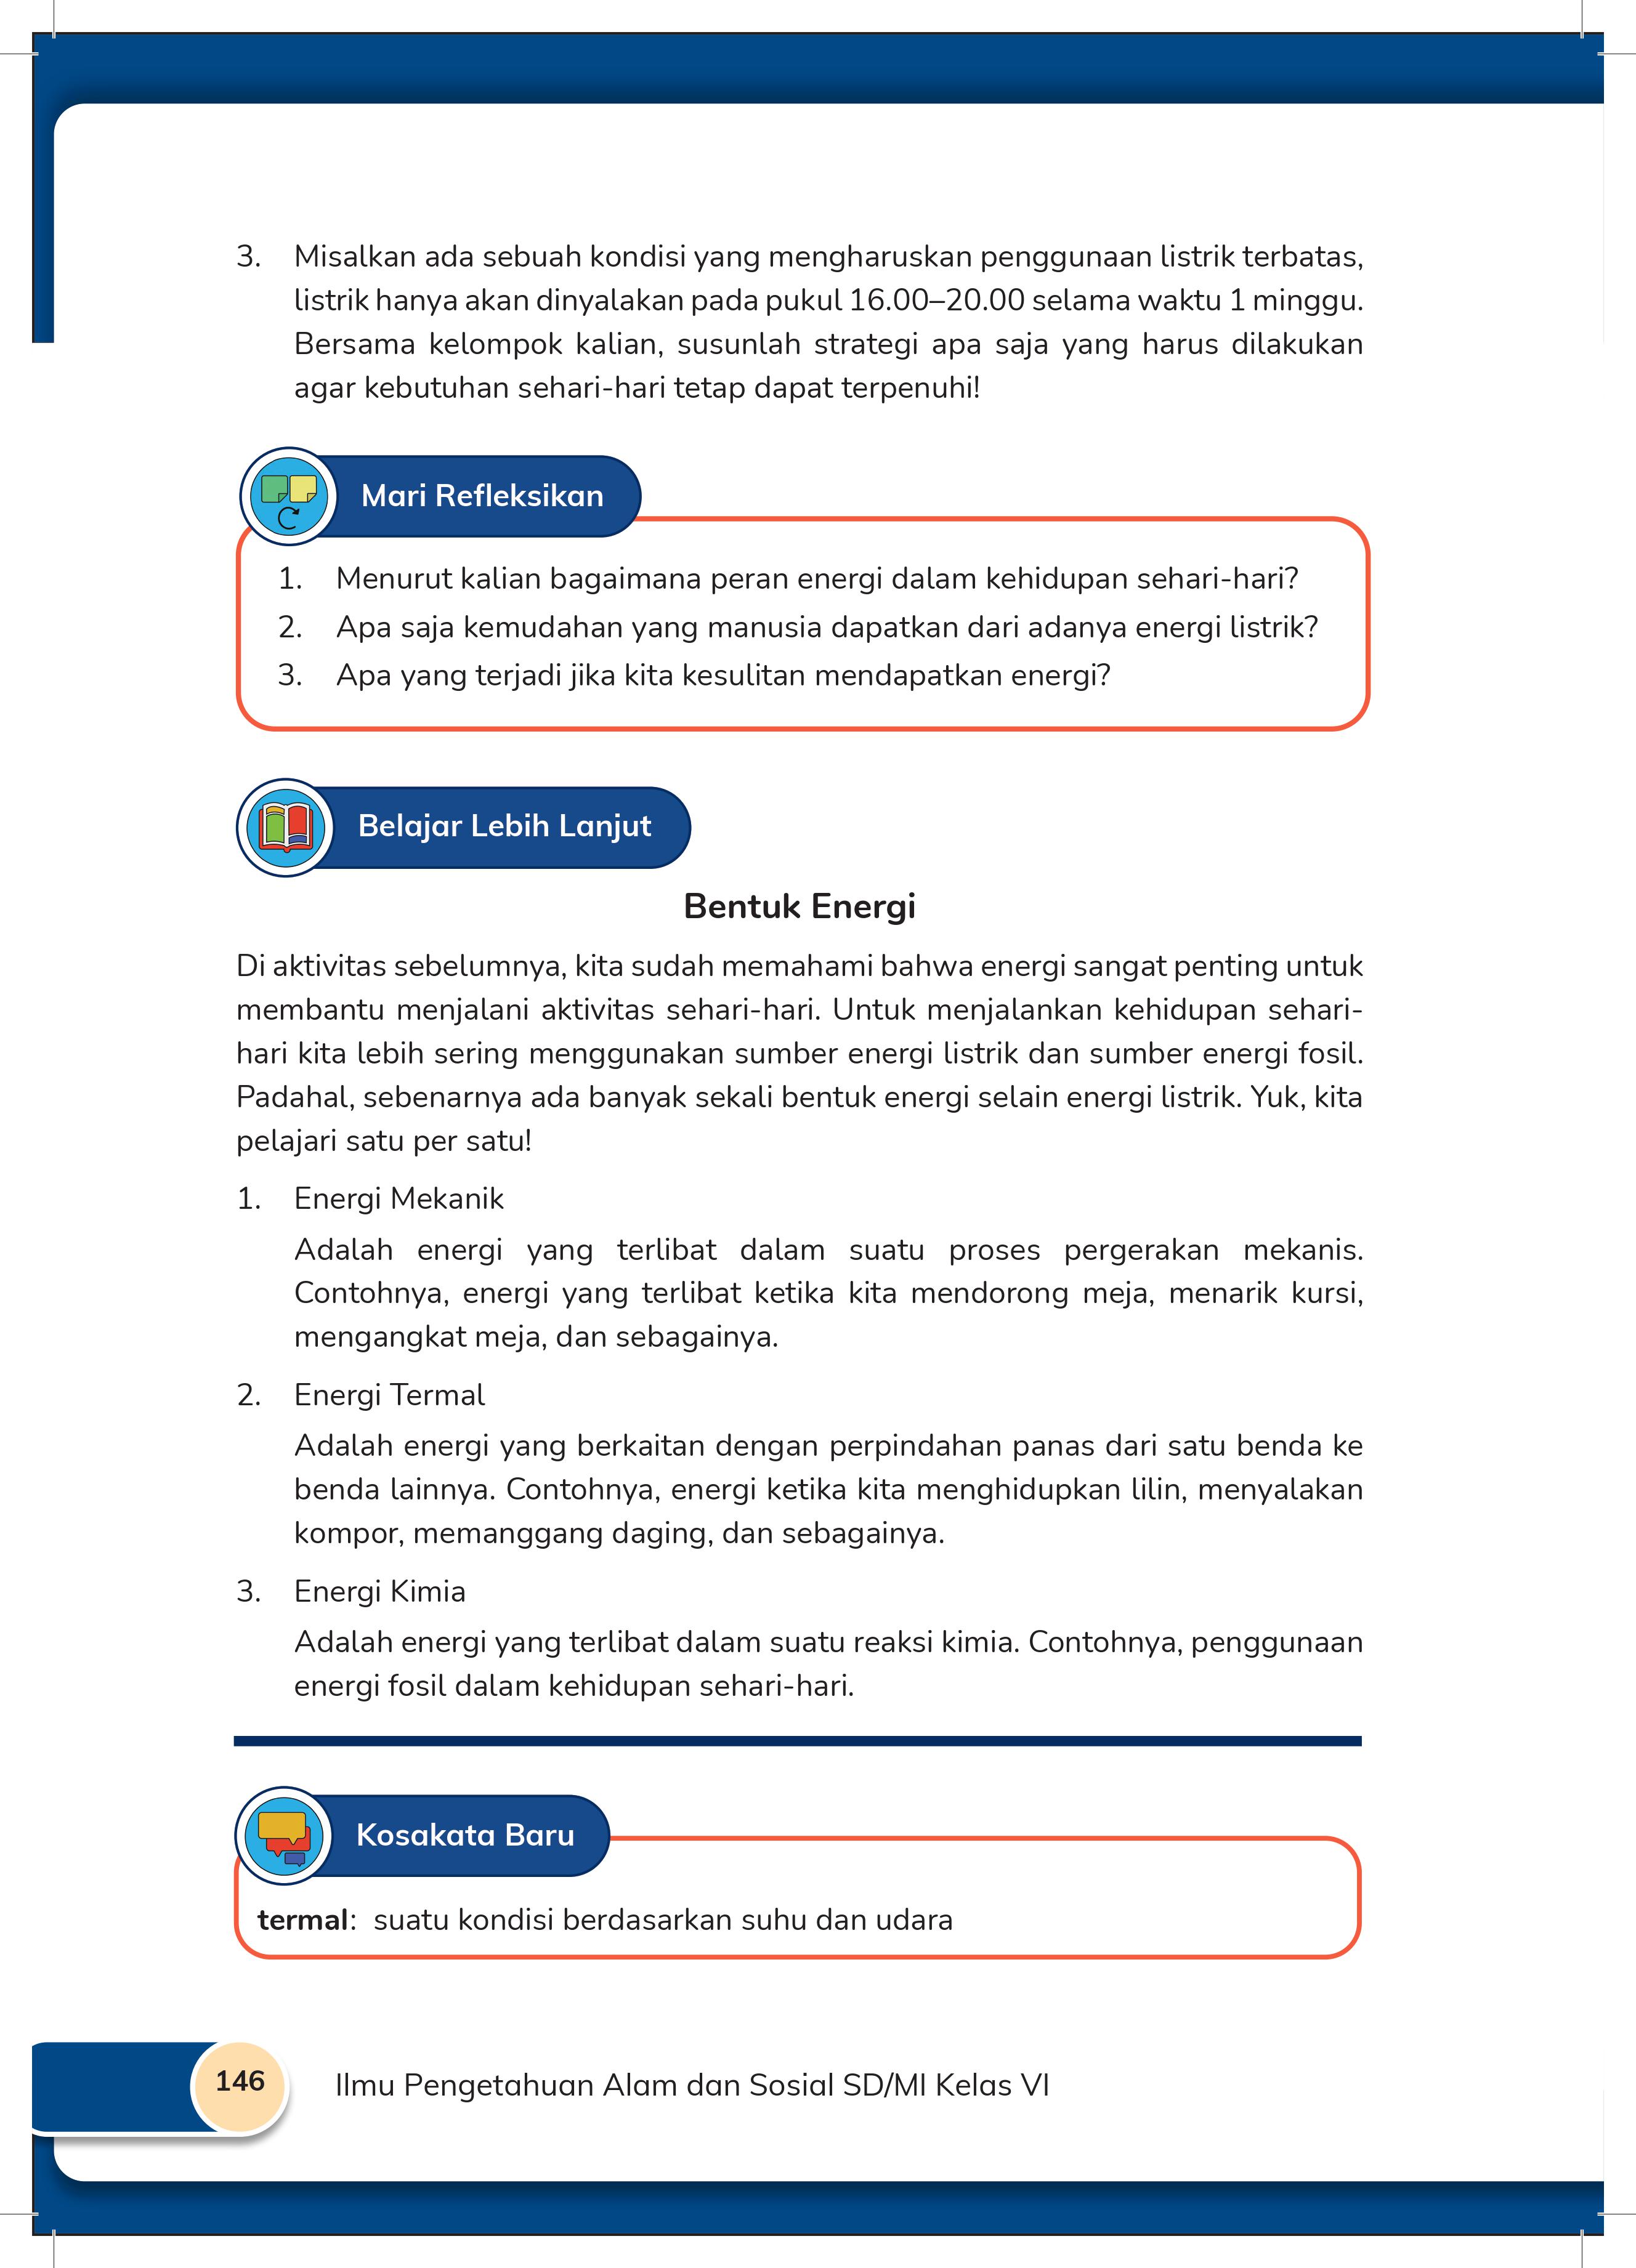 3. Misalkan ada sebuah kondisi yang mengharuskan penggunaan listrik terbatas,
listrik hanya akan dinyalakan pada pukul 16.00–20.00 selama waktu 1 minggu.
Bersama kelompok kalian, susunlah strategi apa saja yang harus dilakukan
agar kebutuhan sehari-hari tetap dapat terpenuhi!
Mari Refleksikan
1. Menurut kalian bagaimana peran energi dalam kehidupan sehari-hari?
2. Apa saja kemudahan yang manusia dapatkan dari adanya energi listrik?
3. Apa yang terjadi jika kita kesulitan mendapatkan energi?
Belajar Lebih Lanjut
Bentuk Energi
Di aktivitas sebelumnya, kita sudah memahami bahwa energi sangat penting untuk
membantu menjalani aktivitas sehari-hari. Untuk menjalankan kehidupan sehari-
hari kita lebih sering menggunakan sumber energi listrik dan sumber energi fosil.
Padahal, sebenarnya ada banyak sekali bentuk energi selain energi listrik. Yuk, kita
pelajari satu per satu!
1. Energi Mekanik
Adalah energi yang terlibat dalam suatu proses pergerakan mekanis.
Contohnya, energi yang terlibat ketika kita mendorong meja, menarik kursi,
mengangkat meja, dan sebagainya.
2. Energi Termal
Adalah energi yang berkaitan dengan perpindahan panas dari satu benda ke
benda lainnya. Contohnya, energi ketika kita menghidupkan lilin, menyalakan
kompor, memanggang daging, dan sebagainya.
3. Energi Kimia
Adalah energi yang terlibat dalam suatu reaksi kimia. Contohnya, penggunaan
energi fosil dalam kehidupan sehari-hari.
Kosakata Baru
termal: suatu kondisi berdasarkan suhu dan udara
146 Ilmu Pengetahuan Alam dan Sosial SD/MI Kelas VI